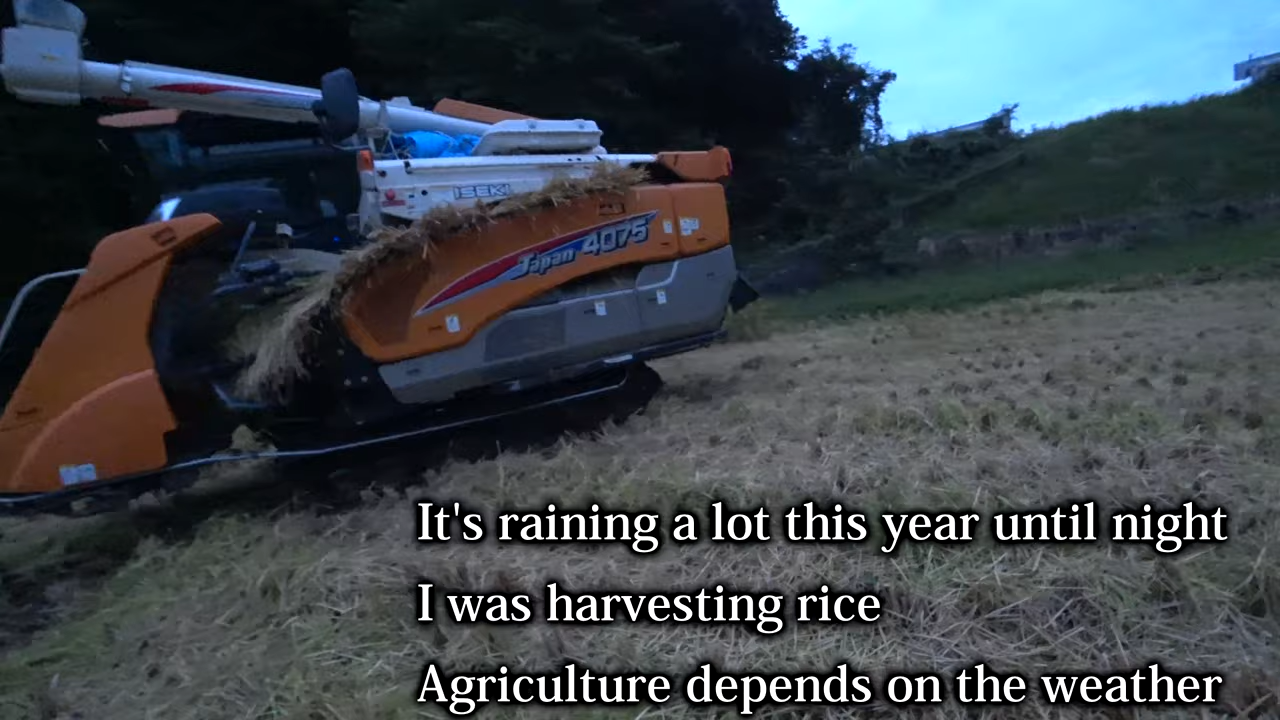 ISEKI
Japan 4075
It's raining a lot this year until night
I was harvesting rice
Agriculture depends on the weather